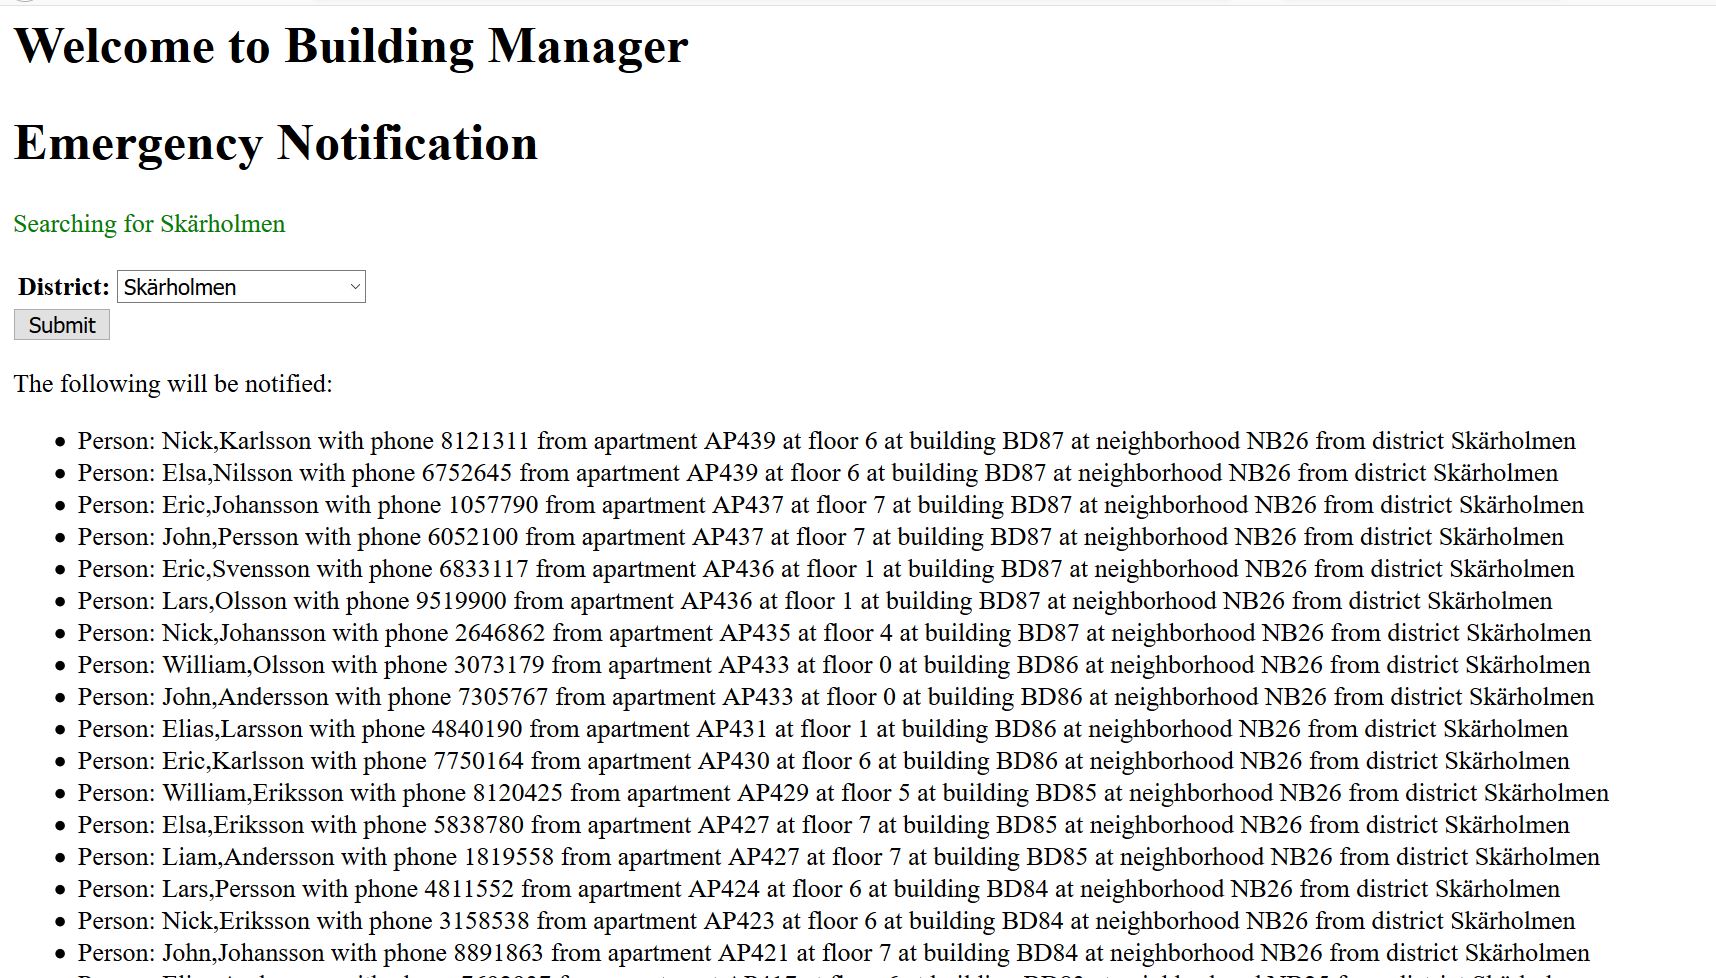 Welcome to Building Manager
Emergency Notification
Searching for Skärholmen
District: Skärholmen
Submit
The following will be notified:
Person: Nick,Karlsson with phone 8121311 from apartment AP439 at floor 6 at building BD87 at neighborhood NB26 from district Skärholmen
Person: Elsa,Nilsson with phone 6752645 from apartment AP439 at floor 6 at building BD87 at neighborhood NB26 from district Skärholmen
Person: Eric,Johansson with phone 1057790 from apartment AP437 at floor 7 at building BD87 at neighborhood NB26 from district Skärholmen
Person: John,Persson with phone 6052100 from apartment AP437 at floor 7 at building BD87 at neighborhood NB26 from district Skärholmen
Person: Eric,Svensson with phone 6833117 from apartment AP436 at floor 1 at building BD87 at neighborhood NB26 from district Skärholmen
Person: Lars,Olsson with phone 9519900 from apartment AP436 at floor 1 at building BD87 at neighborhood NB26 from district Skärholmen
Person: Nick,Johansson with phone 2646862 from apartment AP435 at floor 4 at building BD87 at neighborhood NB26 from district Skärholmen
Person: William,Olsson with phone 3073179 from apartment AP433 at floor 0 at building BD86 at neighborhood NB26 from district Skärholmen
Person: John,Andersson with phone 7305767 from apartment AP433 at floor 0 at building BD86 at neighborhood NB26 from district Skärholmen
Person: Elias,Larsson with phone 4840190 from apartment AP431 at floor 1 at building BD86 at neighborhood NB26 from district Skärholmen
Person: Eric,Karlsson with phone 7750164 from apartment AP430 at floor 6 at building BD86 at neighborhood NB26 from district Skärholmen
Person: William,Eriksson with phone 8120425 from apartment AP429 at floor 5 at building BD85 at neighborhood NB26 from district Skärholmen
Person: Elsa,Eriksson with phone 5838780 from apartment AP427 at floor 7 at building BD85 at neighborhood NB26 from district Skärholmen
Person: Liam,Andersson with phone 1819558 from apartment AP427 at floor 7 at building BD85 at neighborhood NB26 from district Skärholmen
Person: Lars,Persson with phone 4811552 from apartment AP424 at floor 6 at building BD84 at neighborhood NB26 from district Skärholmen
Person: Nick,Eriksson with phone 3158538 from apartment AP423 at floor 6 at building BD84 at neighborhood NB26 from district Skärholmen
Person: John,Johansson with phone 8891863 from apartment AP421 at floor 7 at building BD84 at neighborhood NB26 from district Skärholmen